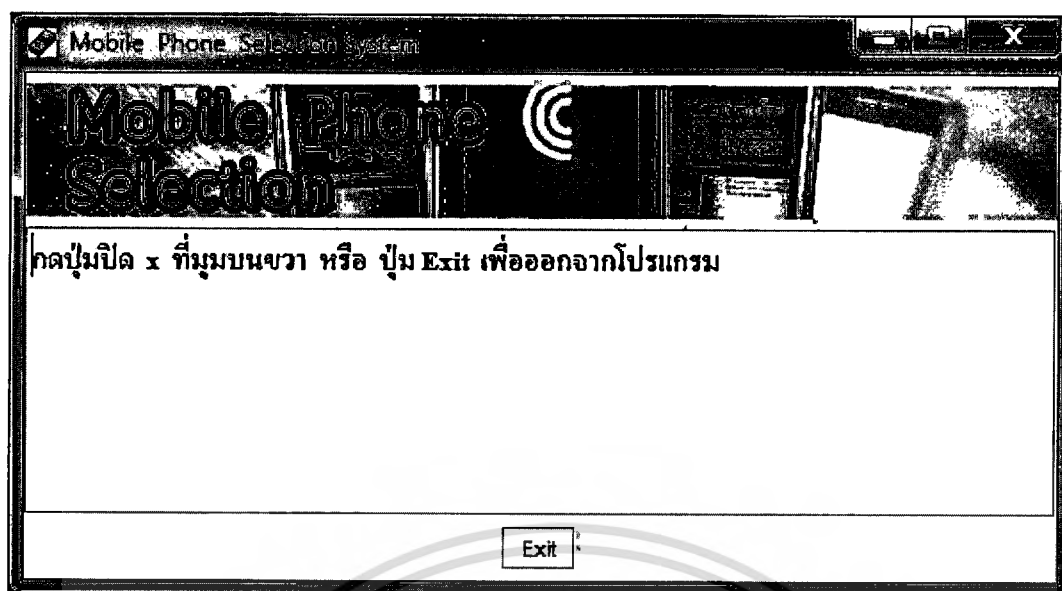 Mobile Phone Selection System
X
Mobile Phone
Selection
กดปุ่มปิด x ที่มุมบนขวา หรือ ปุ่ม Exit เพื่อออกจากโปรแกรม
Exit